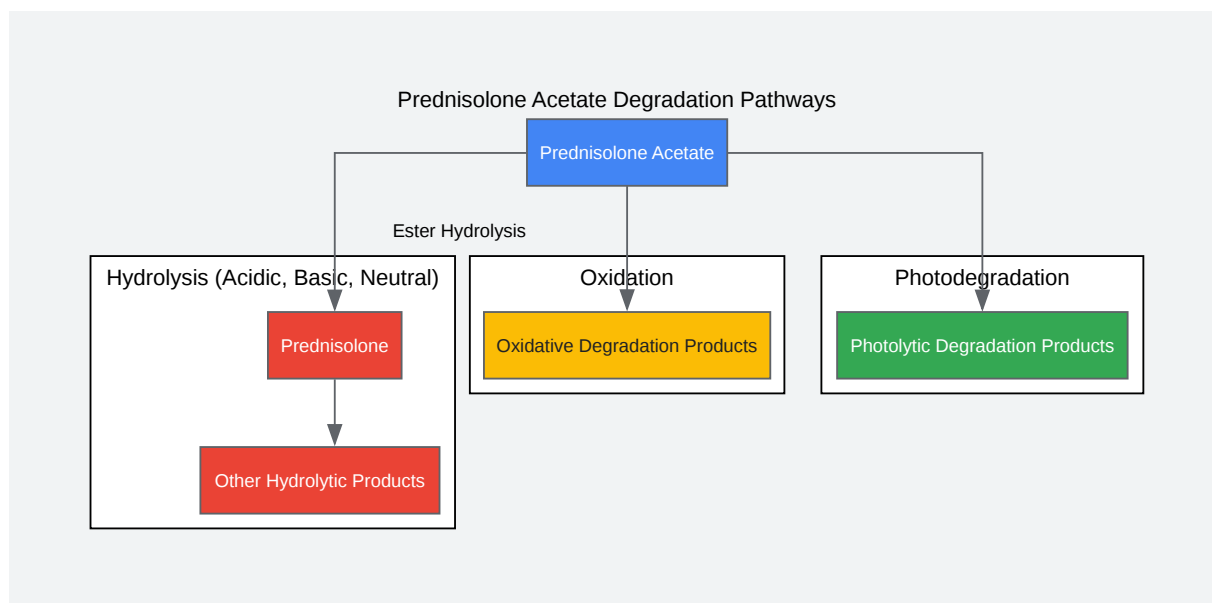 Prednisolone Acetate Degradation Pathways
Prednisolone Acetate
Ester Hydrolysis
Hydrolysis (Acidic, Basic, Neutral)
Prednisolone
Other Hydrolytic Products
Oxidation
Oxidative Degradation Products
Photodegradation
Photolytic Degradation Products